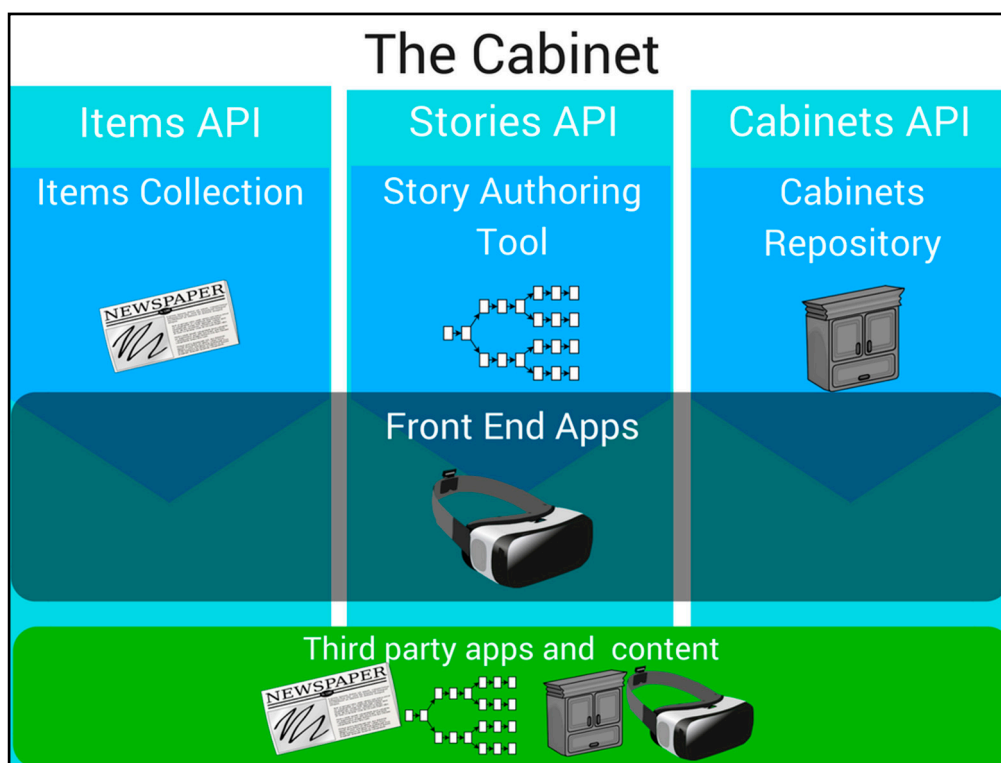 The Cabinet
Items API
Stories API
Cabinets API
Items Collection
Story Authoring
Tool
Cabinets
Repository
NEWSPAPER
Front End Apps
Third party apps and content
NEWSPAPER